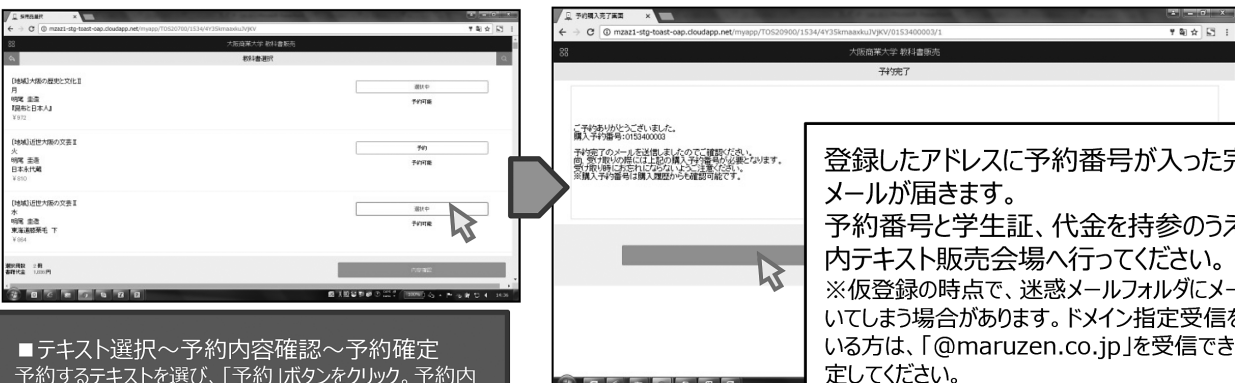 大阪商業大学 教科書販売
教科書選択
[地域]大阪の歴史と文化Ⅱ
月
明尾 圭造
『昆布と日本人』
￥972
選択中
予約可能
[地域]近世大阪の文芸Ⅱ
火
明尾 圭造
日本永代蔵
予約
予約可能
[地域]近世大阪の文芸Ⅱ
水
明尾 圭造
東海道膝栗毛 下
選択中
予約可能
内容確認
■テキスト選択～予約内容確認～予約確定
予約するテキストを選び、「予約」ボタンをクリック。予約内
予約購入完了画面
大阪商業大学 教科書販売
予約完了
ご予約ありがとうございました。
購入予約番号:0153400003
予約完了のメールを送信しましたのでご確認ください。
尚、受け取りの際には上記の購入予約番号が必要となります。
受け取り時にお忘れにならないようご注意ください。
※購入予約番号は購入履歴からも確認可能です。
登録したアドレスに予約番号が入った完
メールが届きます。
予約番号と学生証、代金を持参のうえ
内テキスト販売会場へ行ってください。
※仮登録の時点で、迷惑メールフォルダにメー
いてしまう場合があります。ドメイン指定受信を
いる方は、「@maruzen.co.jp」を受信でき
定してください。